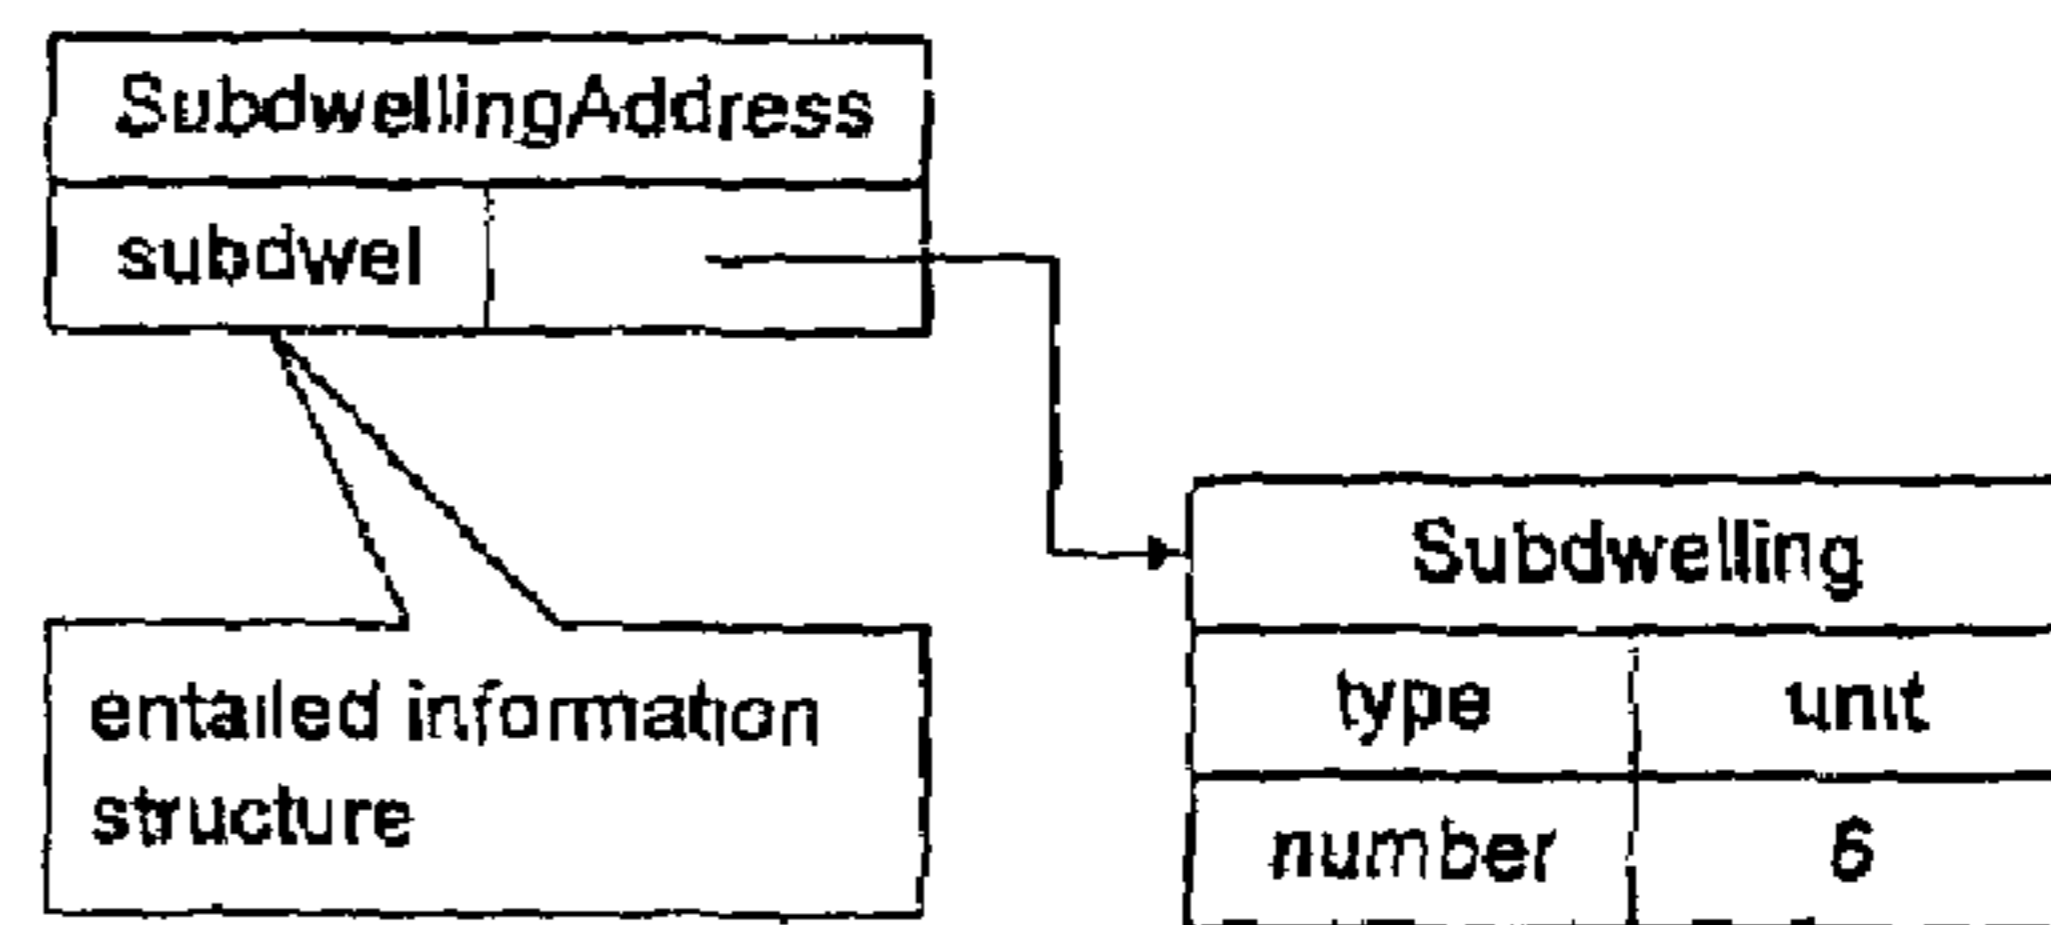 SubdwellingAddress
subdwel
entailed information
structure
Subdwelling
type unit
number 6